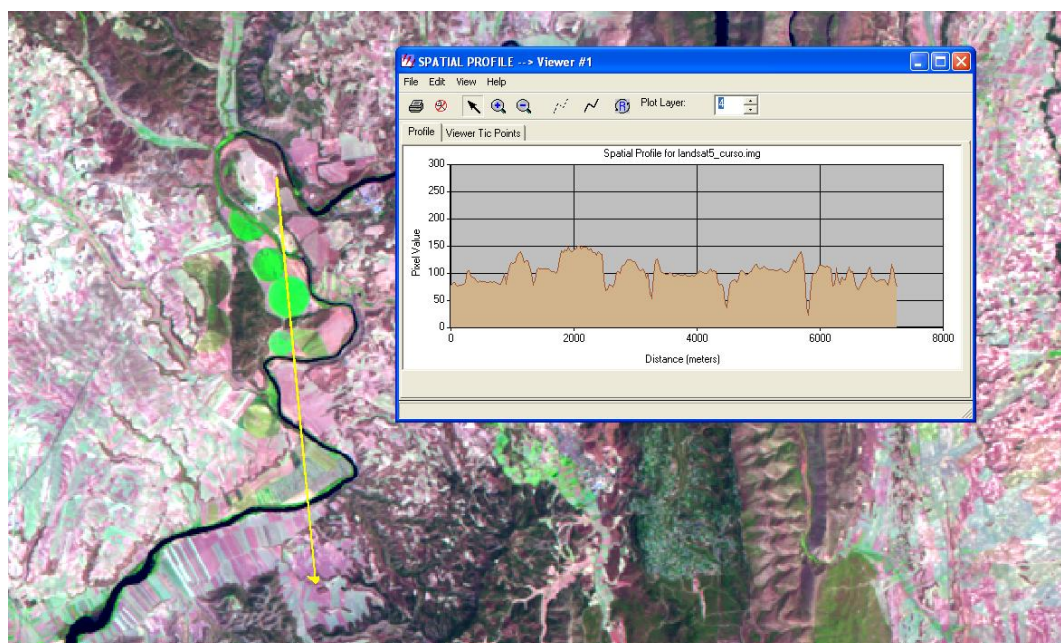 SPATIAL PROFILE --> Viewer #1
File Edit View Help
Plot Layer: 4
Profile Viewer Tic Points
Spatial Profile for landsat5_curso.img
300
250
200
150
100
50
0
Pixel Value
0 2000 4000 6000 8000
Distance (meters)